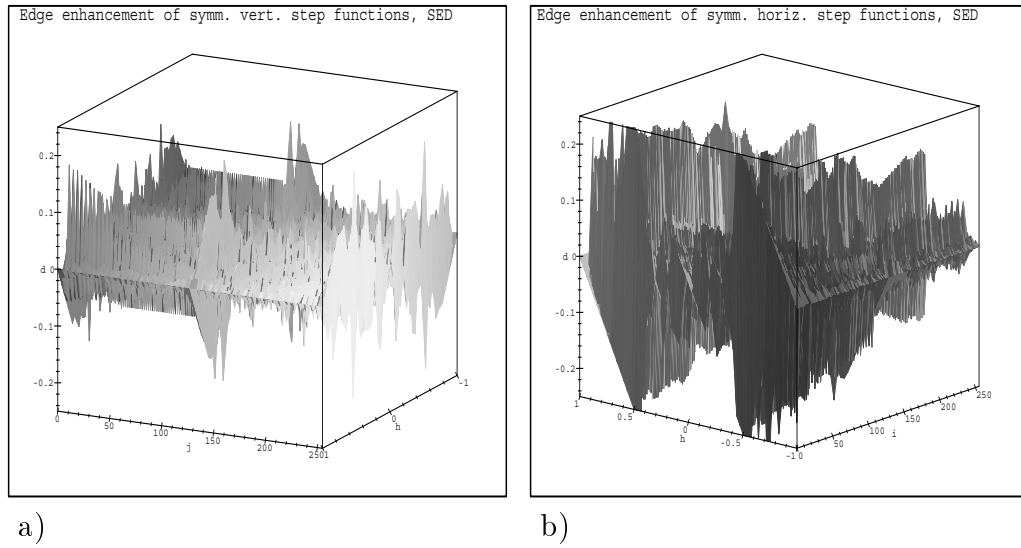 Edge enhancement of symm. vert. step functions, SED
0.2
0.1
d 0
-0.1
-0.2
0
50
100
j
150
200
250
1
0
h
-1
a)
Edge enhancement of symm. horiz. step functions, SED
0.2
0.1
d 0
-0.1
-0.2
1
0.5
0
h
-0.5
-1
0
50
100
i
150
200
250
b)